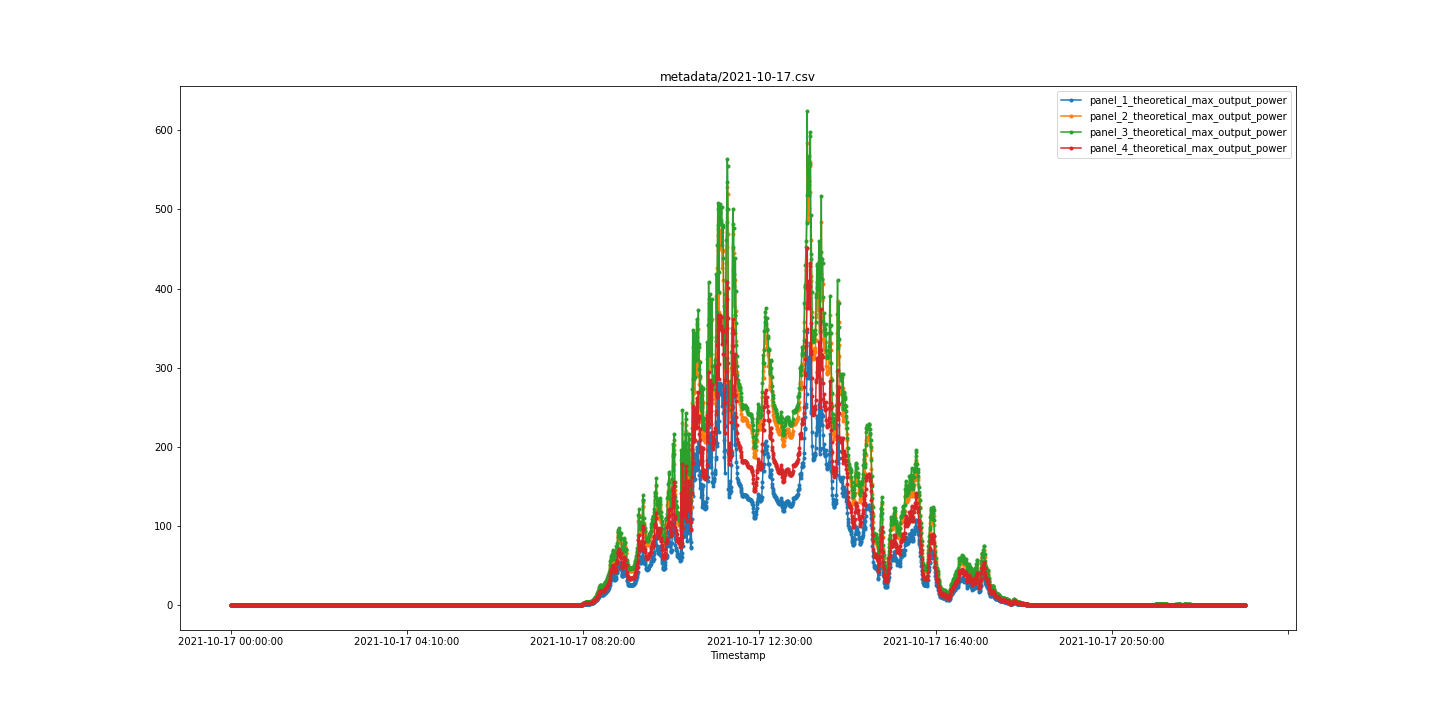 metadata/2021-10-17.csv
panel_1_theoretical_max_output_power
panel_2_theoretical_max_output_power
panel_3_theoretical_max_output_power
panel_4_theoretical_max_output_power
600
500
400
300
200
100
0
2021-10-17 00:00:00 2021-10-17 04:10:00 2021-10-17 08:20:00 2021-10-17 12:30:00 2021-10-17 16:40:00 2021-10-17 20:50:00
Timestamp